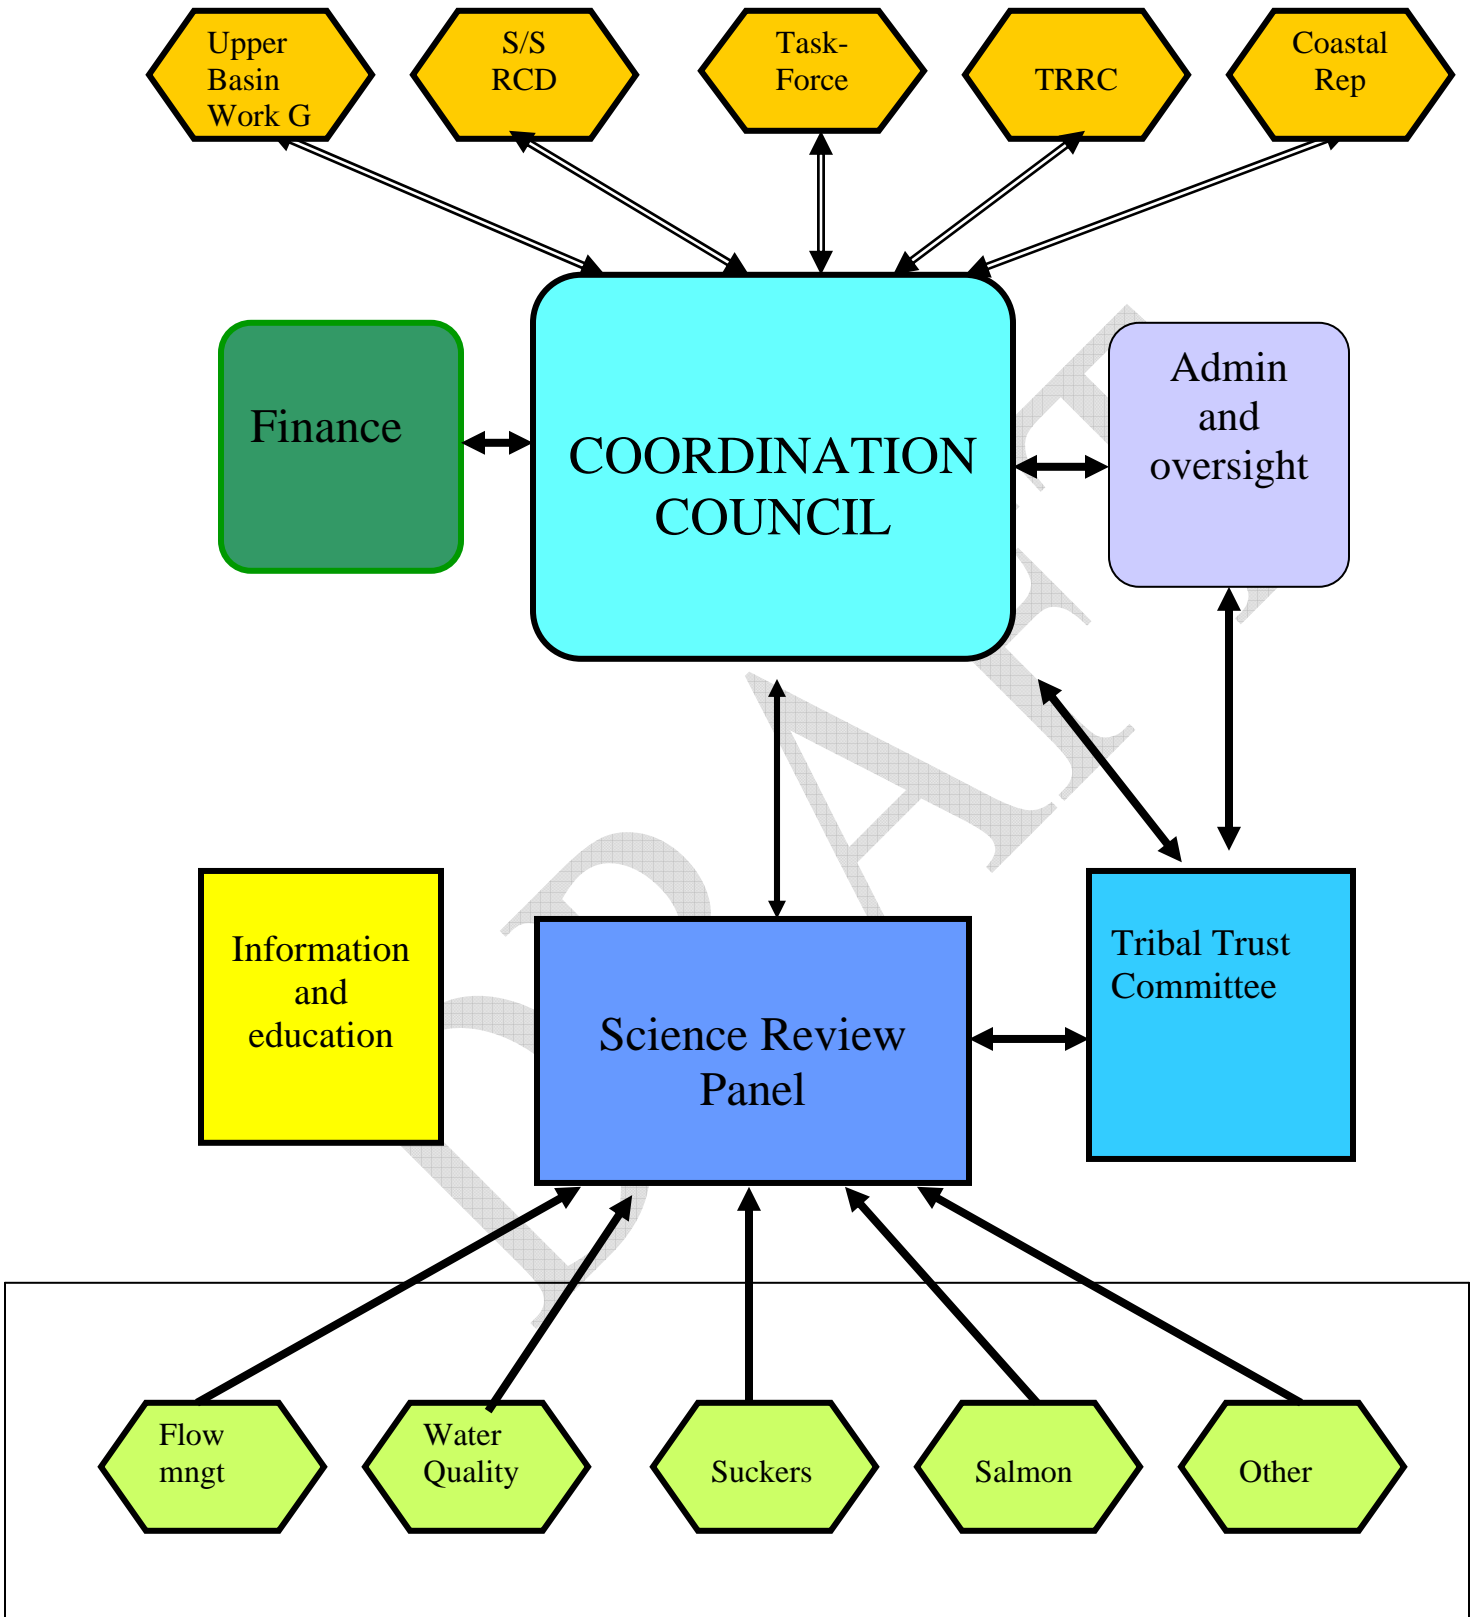 Upper
Basin
Work G
S/S
RCD
Task-
Force
TRRC
Coastal
Rep
Finance
COORDINATION
COUNCIL
Admin
and
oversight
DRAFT
Information
and
education
Science Review
Panel
Tribal Trust
Committee
Flow
mngt
Water
Quality
Suckers
Salmon
Other